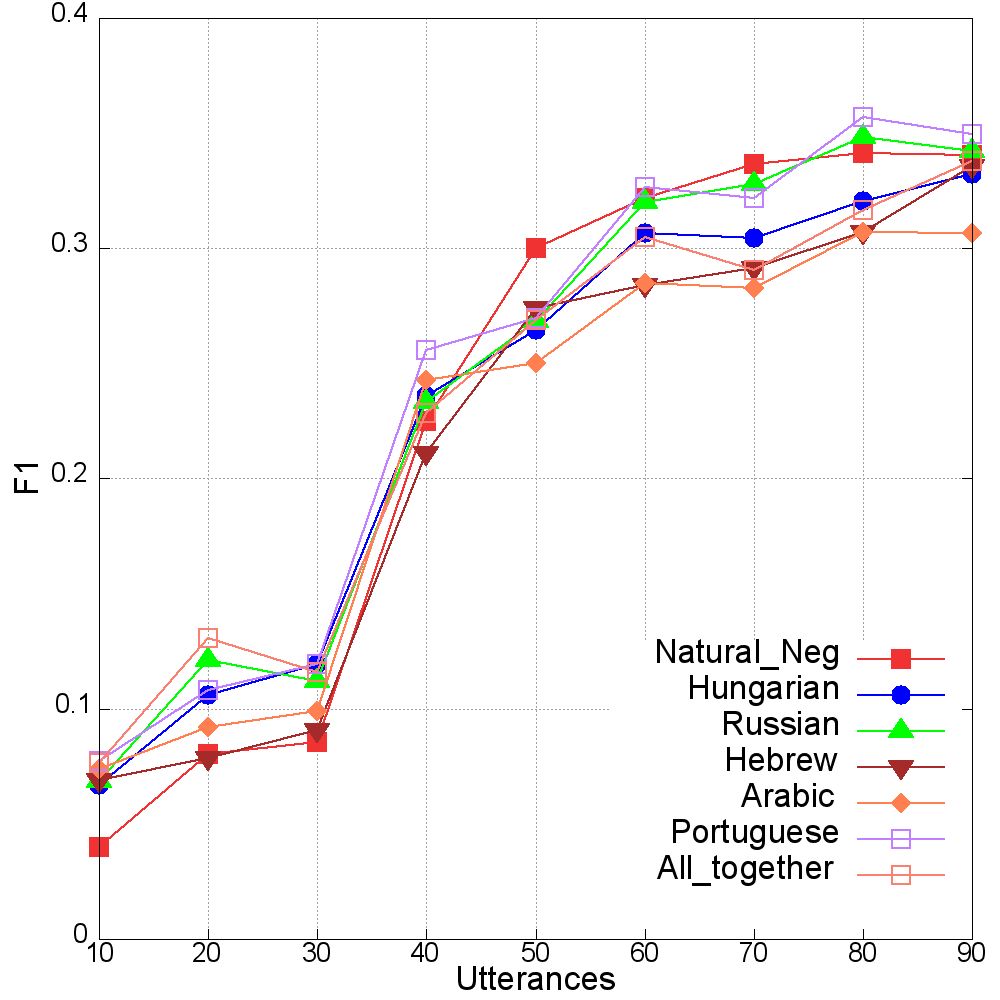 0.4
0.3
0.2
0.1
0
F1
Natural_Neg
Hungarian
Russian
Hebrew
Arabic
Portuguese
All_together
10 20 30 40 50 60 70 80 90
Utterances